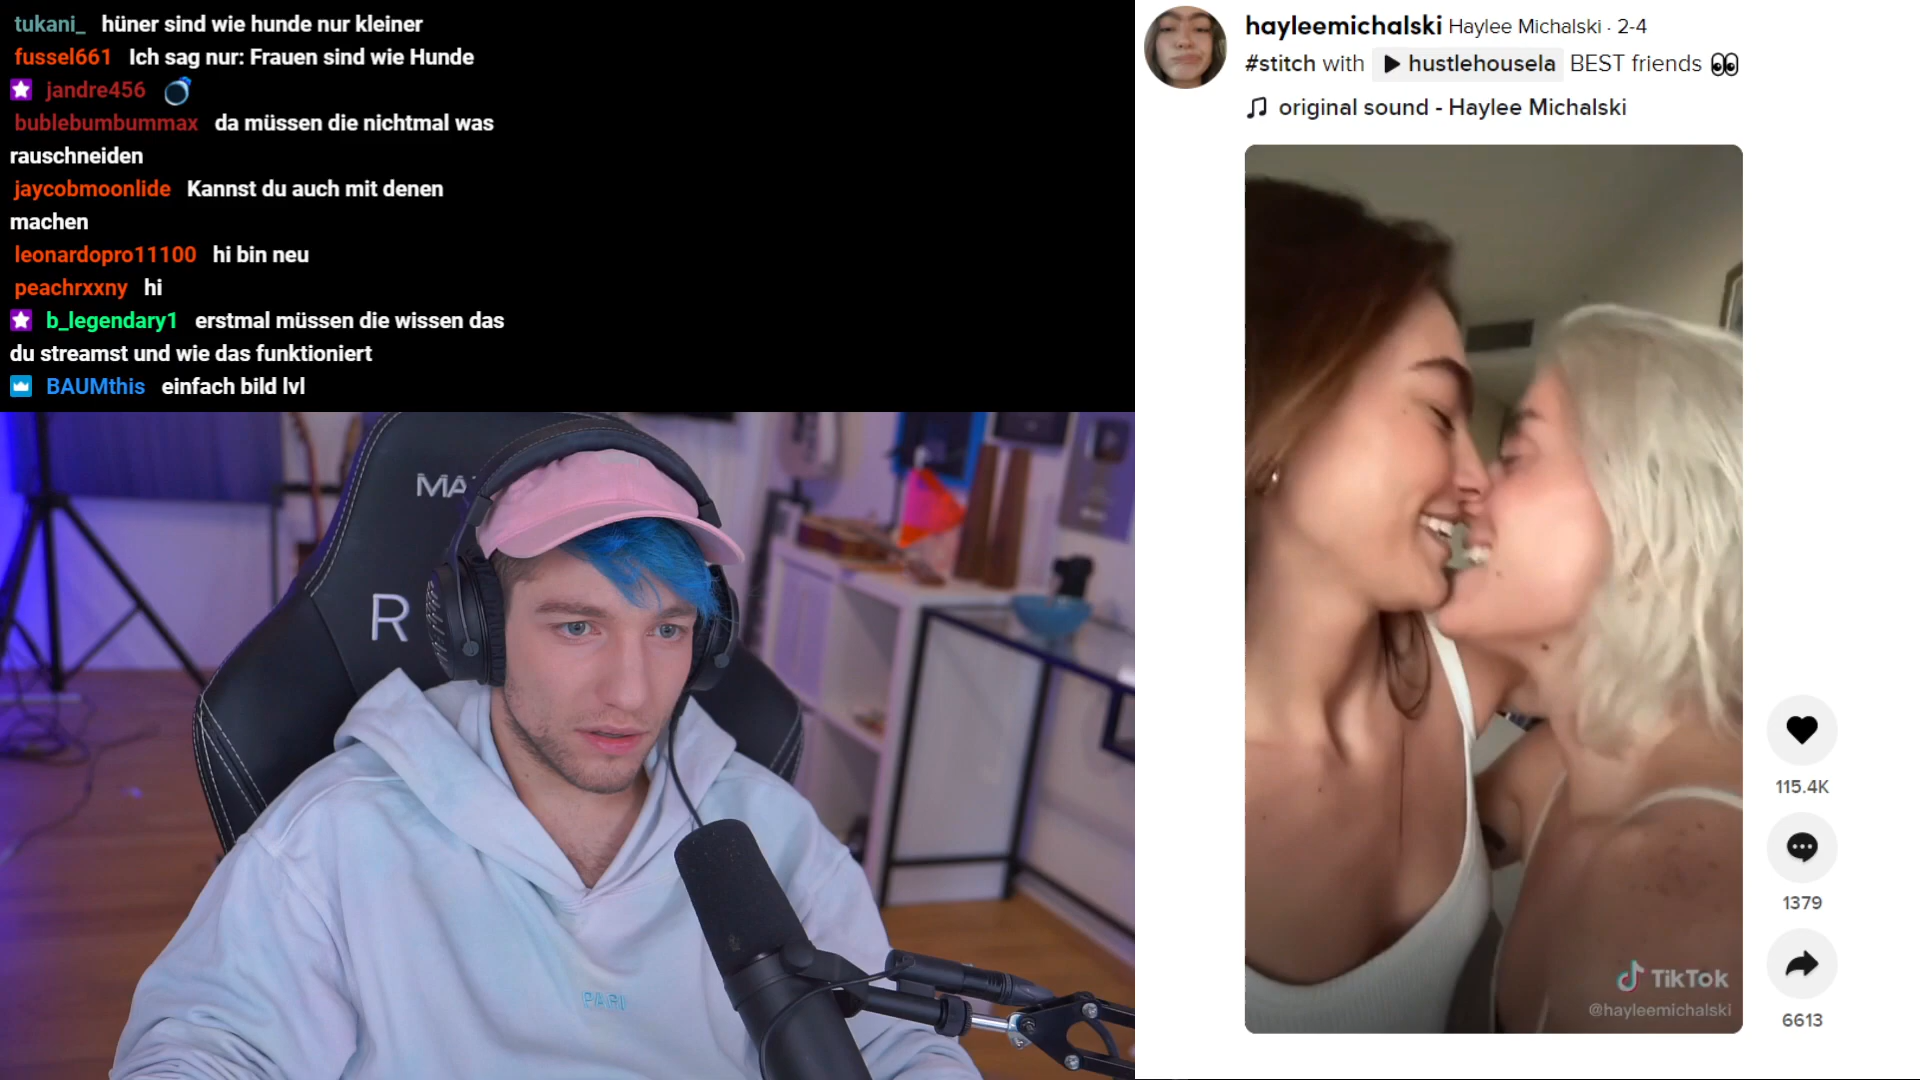 tukani_ hüner sind wie hunde nur kleiner
fussel661 Ich sag nur: Frauen sind wie Hunde
jandre456
bublebumbummax da müssen die nichtmal was
rauschneiden
jaycobmoonlide Kannst du auch mit denen
machen
leonardopro11100 hi bin neu
peachrxxny hi
b_legendary1 erstmal müssen die wissen das
du streamst und wie das funktioniert
BAUMthis einfach bild lvl
MA
R
hayleemichalski Haylee Michalski · 2-4
#stitch with hustlehousela BEST friends 👀
original sound - Haylee Michalski
TikTok
@hayleemichalski
115.4K
1379
6613